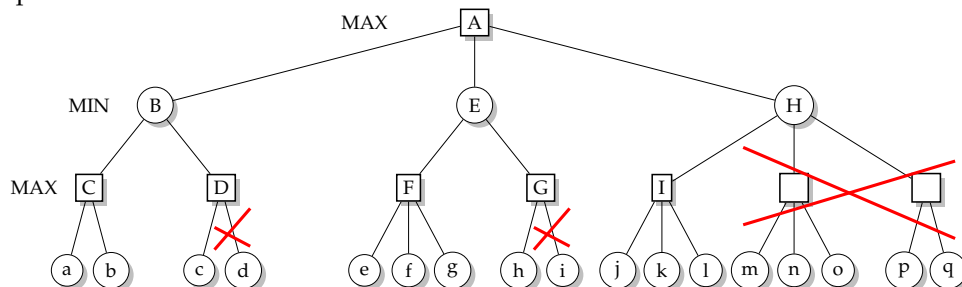 MAX A
MIN B E H
MAX C D F G I
a b c d e f g h i j k l m n o p q